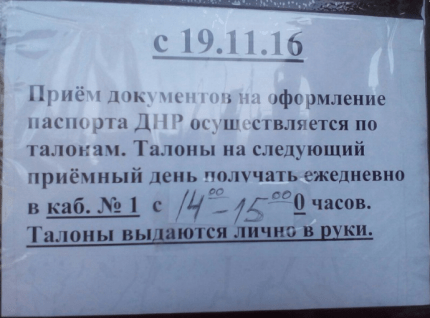 с 19.11.16
Приём документов на оформление
паспорта ДНР осуществляется по
талонам. Талоны на следующий
приёмный день получать ежедневно
в каб. № 1 с 14⁰⁰-15⁰⁰0 часов.
Талоны выдаются лично в руки.